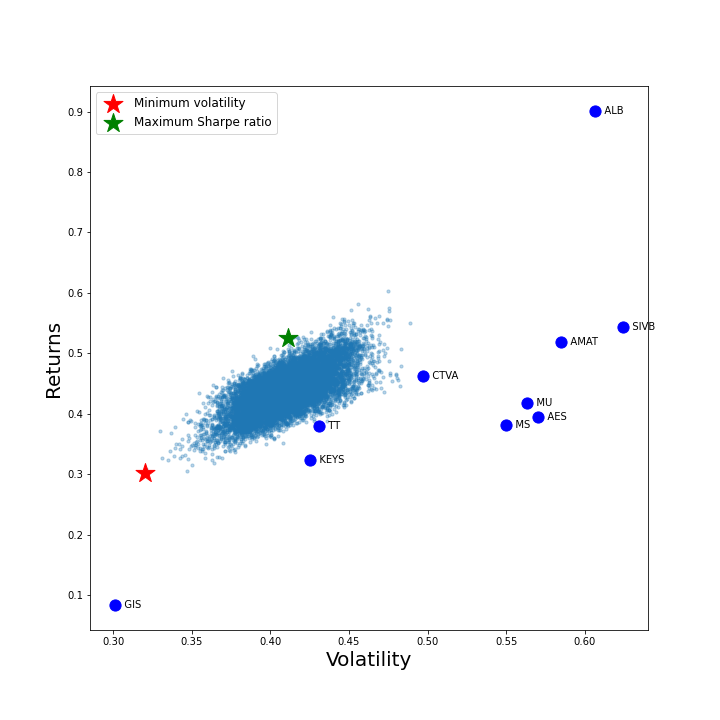 Minimum volatility
Maximum Sharpe ratio
0.9
0.8
0.7
0.6
0.5
0.4
0.3
0.2
0.1
Returns
ALB
SIVB
AMAT
CTVA
MU
AES
MS
TT
KEYS
GIS
0.30 0.35 0.40 0.45 0.50 0.55 0.60
Volatility